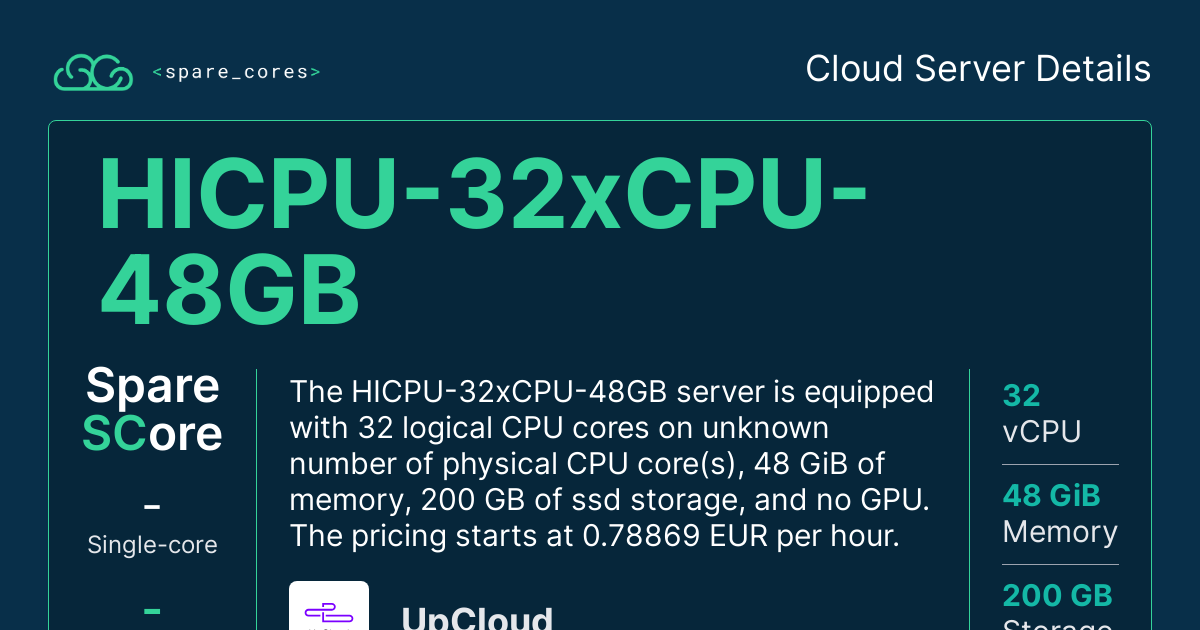 <spare_cores>
Cloud Server Details
HICPU-32xCPU-
48GB
Spare
SCore
-
Single-core
-
The HICPU-32xCPU-48GB server is equipped
with 32 logical CPU cores on unknown
number of physical CPU core(s), 48 GiB of
memory, 200 GB of ssd storage, and no GPU.
The pricing starts at 0.78869 EUR per hour.
UpCloud
32
vCPU
48 GiB
Memory
200 GB
Storage